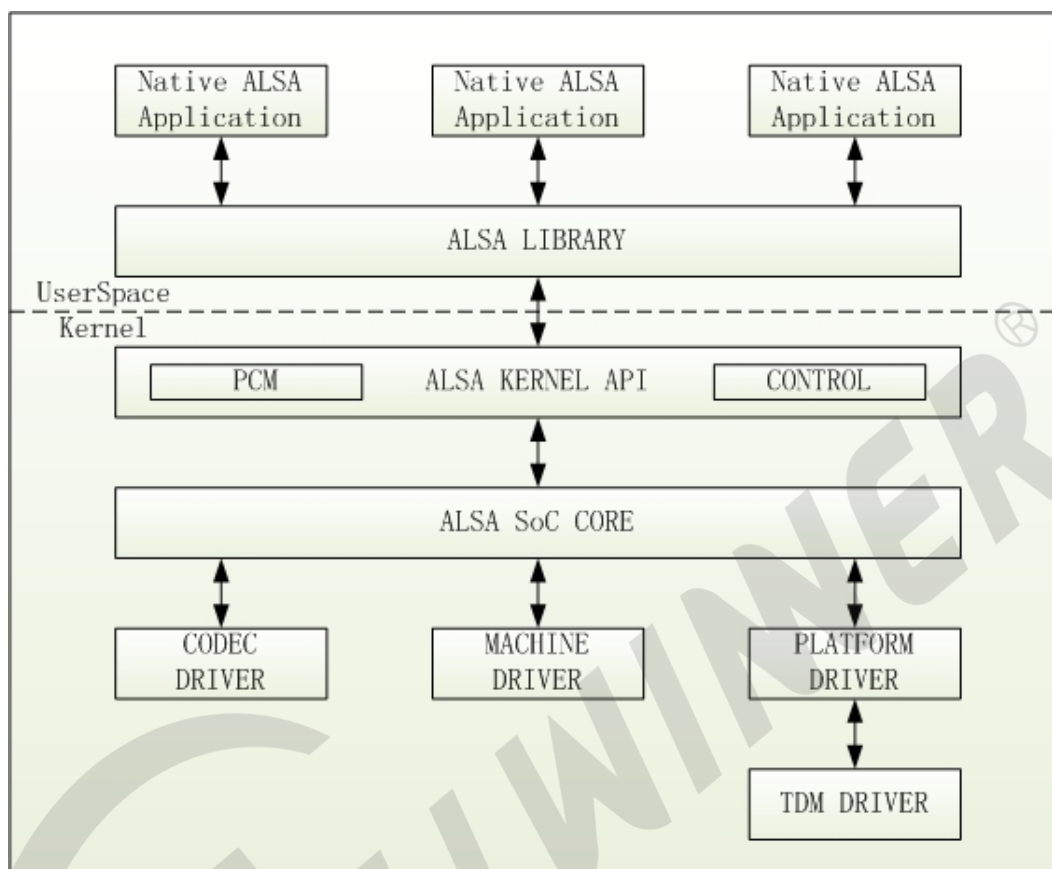 Native ALSA
Application
Native ALSA
Application
Native ALSA
Application
ALSA LIBRARY
UserSpace
Kernel
PCM
ALSA KERNEL API
CONTROL
ALSA SoC CORE
CODEC
DRIVER
MACHINE
DRIVER
PLATFORM
DRIVER
TDM DRIVER
WINNER
®